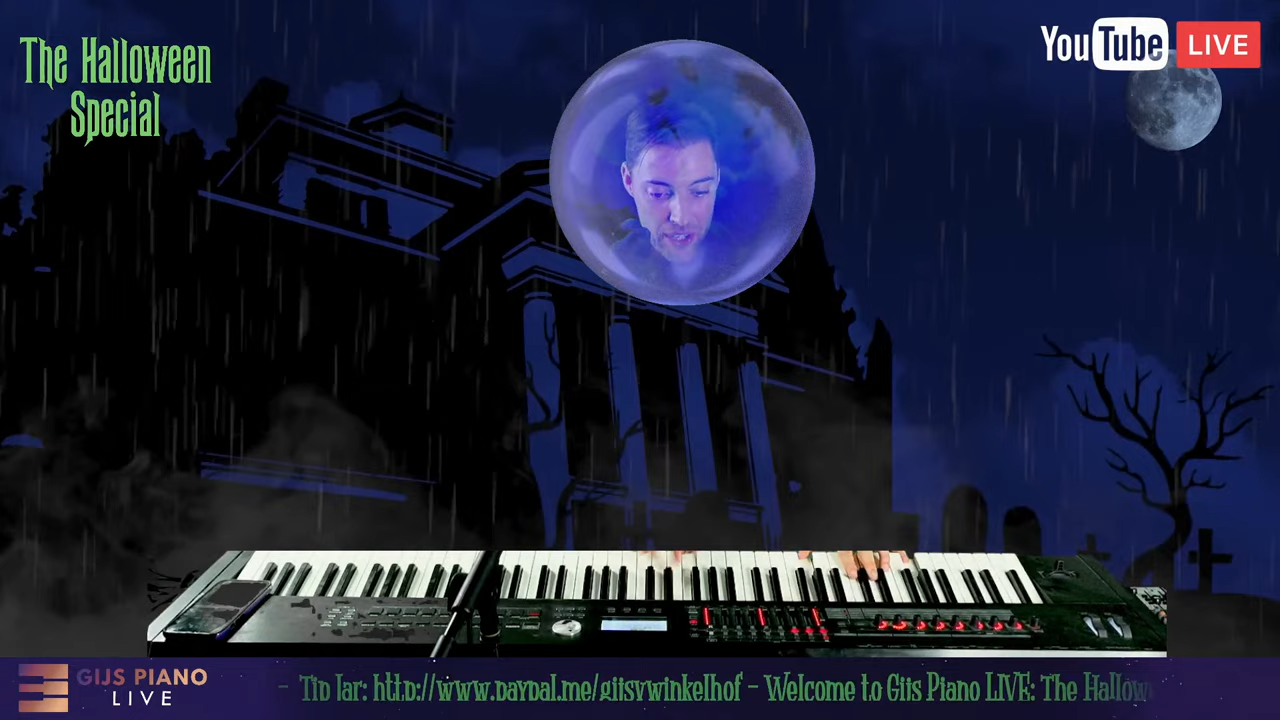 The Halloween
Special
YouTube LIVE
GIJS PIANO
LIVE
- Tip Jar: http://www.paypal.me/gijsvwinkelhof - Welcome to Gijs Piano LIVE: The Hallow